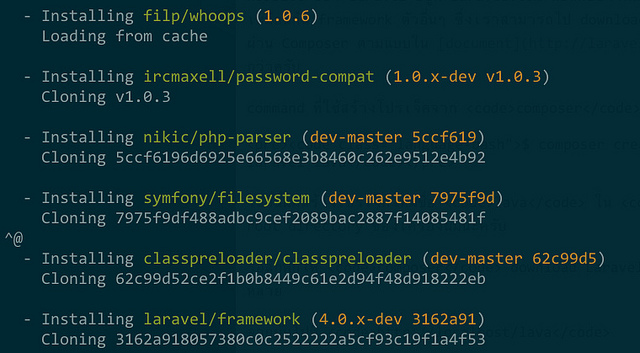 - Installing filp/whoops (1.0.6)
Loading from cache
- Installing ircmaxell/password-compat (1.0.x-dev v1.0.3)
Cloning v1.0.3
- Installing nikic/php-parser (dev-master 5ccf619)
Cloning 5ccf6196d6925e66568e3b8460c262e9512e4b92
- Installing symfony/filesystem (dev-master 7975f9d)
Cloning 7975f9df488adbc9cef2089bac2887f14085481f
^@
- Installing classpreloader/classpreloader (dev-master 62c99d5)
Cloning 62c99d52ce2f1b0b8449c61e2d94f48d918222eb
- Installing laravel/framework (4.0.x-dev 3162a91)
Cloning 3162a918057380c0c2522222a5cf93c19f1a4f53